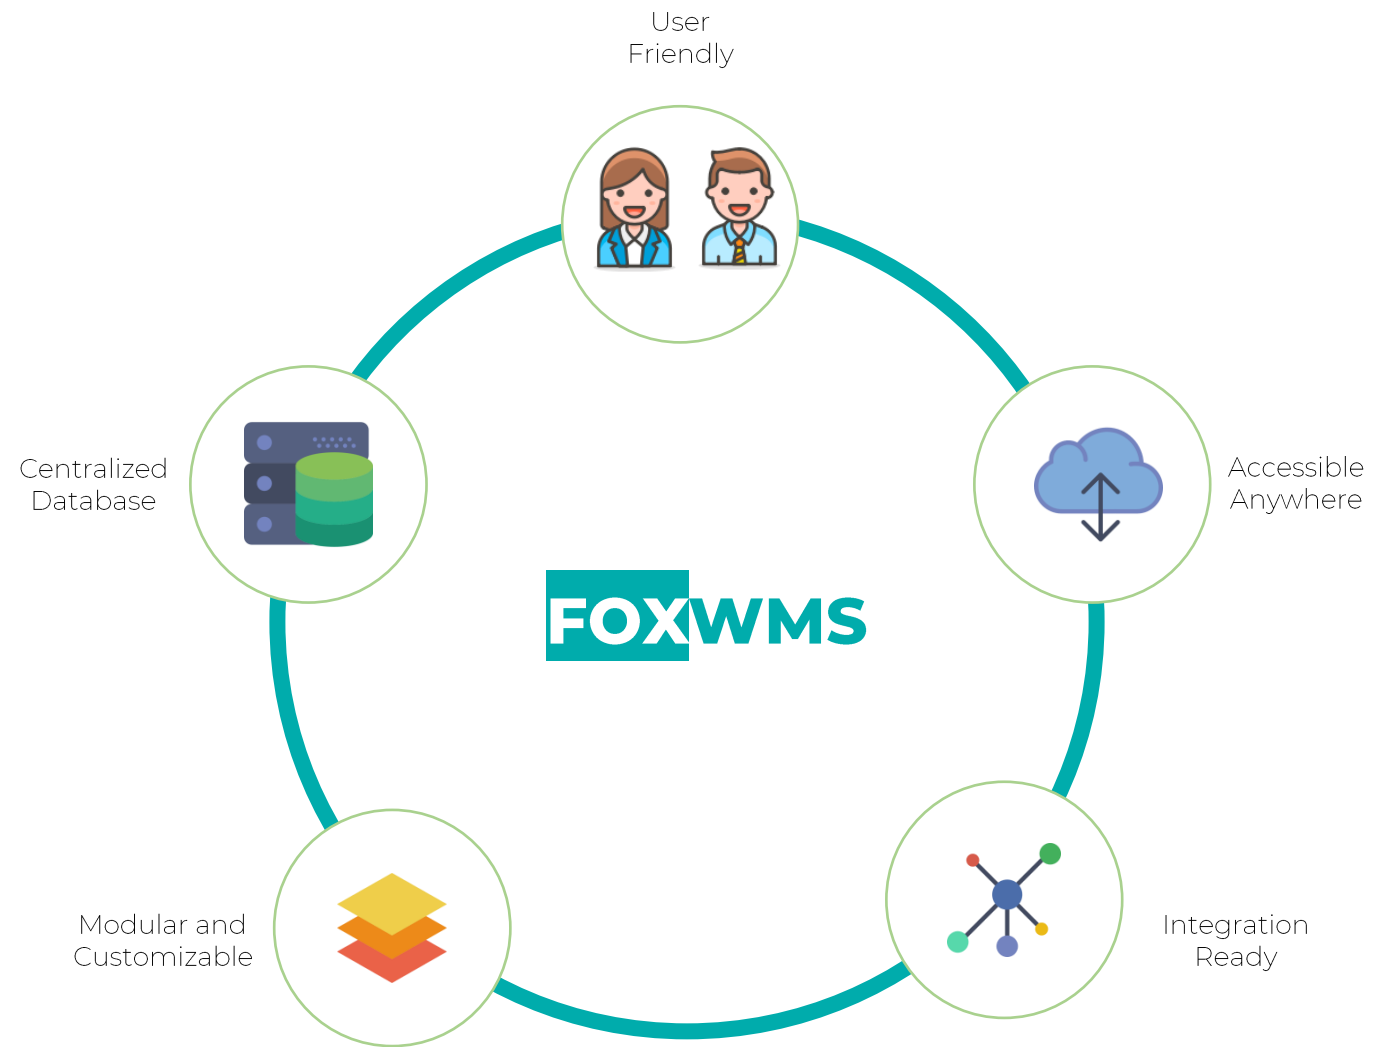 User
Friendly
Centralized
Database
Accessible
Anywhere
FOXWMS
Modular and
Customizable
Integration
Ready